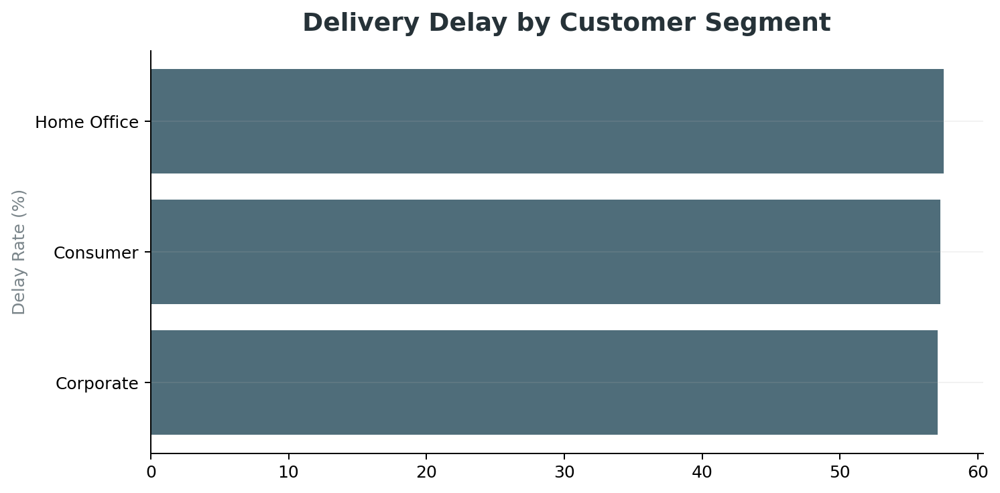 Delivery Delay by Customer Segment
Delay Rate (%)
Home Office
Consumer
Corporate
0 10 20 30 40 50 60